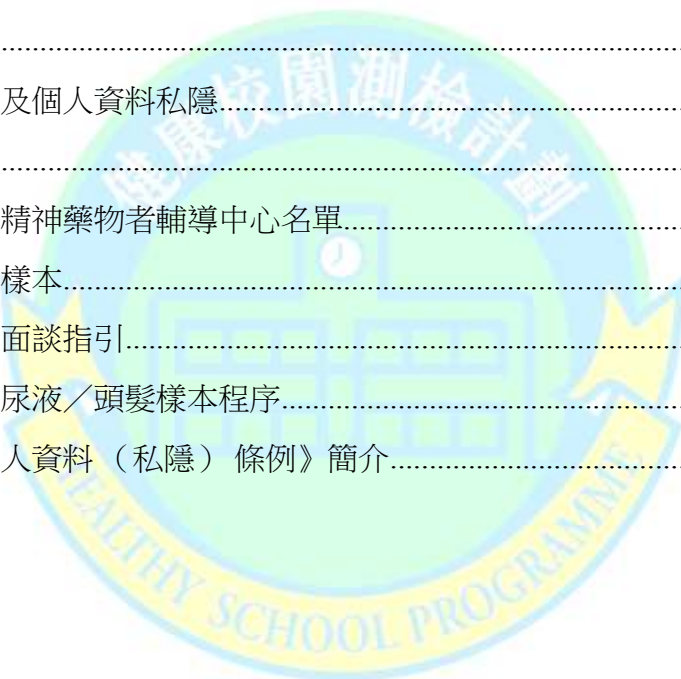 ................................................................................
及個人資料私隱..........................................................
................................................................................
精神藥物者輔導中心名單..........................................
樣本..............................................................................
面談指引......................................................................
尿液／頭髮樣本程序..................................................
人資料（私隱）條例》簡介.....................................
健康校園測檢計劃
HEALTHY SCHOOL PROGRAMME